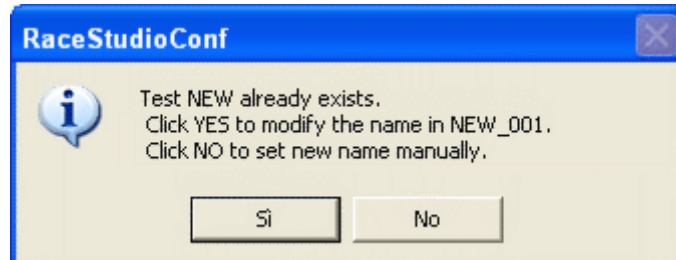 RaceStudioConf
Test NEW already exists.
Click YES to modify the name in NEW_001.
Click NO to set new name manually.
Sì
No